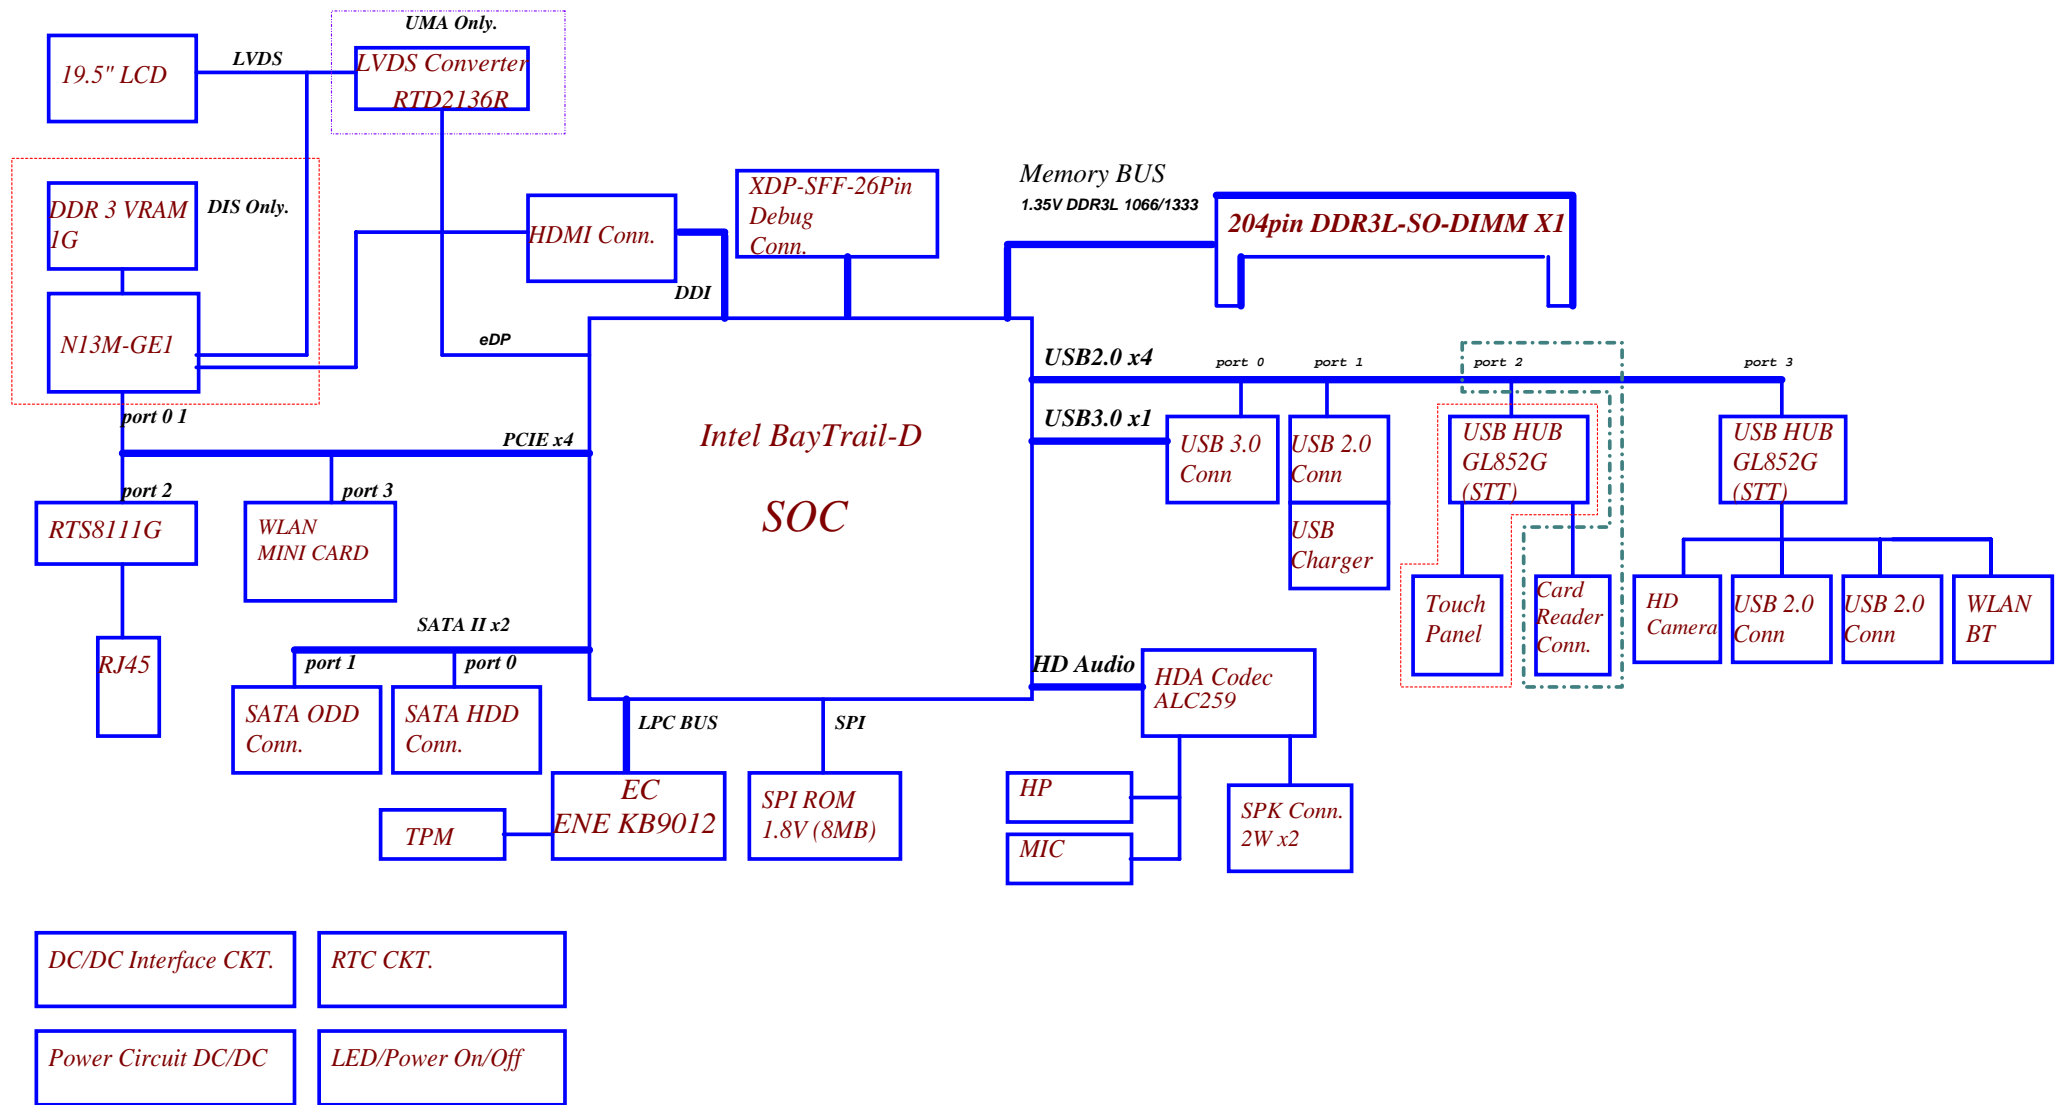 UMA Only.
19.5" LCD
LVDS
LVDS Converter
RTD2136R
DDR 3 VRAM
1G
DIS Only.
N13M-GE1
HDMI Conn.
DDI
XDP-SFF-26Pin
Debug
Conn.
Memory BUS
1.35V DDR3L 1066/1333
204pin DDR3L-SO-DIMM X1
eDP
port 0 1
PCIE x4
port 2
port 3
RTS8111G
WLAN
MINI CARD
RJ45
SATA II x2
port 1
port 0
SATA ODD
Conn.
SATA HDD
Conn.
Intel BayTrail-D
SOC
USB2.0 x4
port 0
port 1
port 2
port 3
USB3.0 x1
USB 3.0
Conn
USB 2.0
Conn
USB
Charger
USB HUB
GL852G
(STT)
USB HUB
GL852G
(STT)
Touch
Panel
Card
Reader
Conn.
HD
Camera
USB 2.0
Conn
USB 2.0
Conn
WLAN
BT
HD Audio
HDA Codec
ALC259
LPC BUS
SPI
EC
ENE KB9012
TPM
SPI ROM
1.8V (8MB)
HP
MIC
SPK Conn.
2W x2
DC/DC Interface CKT.
RTC CKT.
Power Circuit DC/DC
LED/Power On/Off